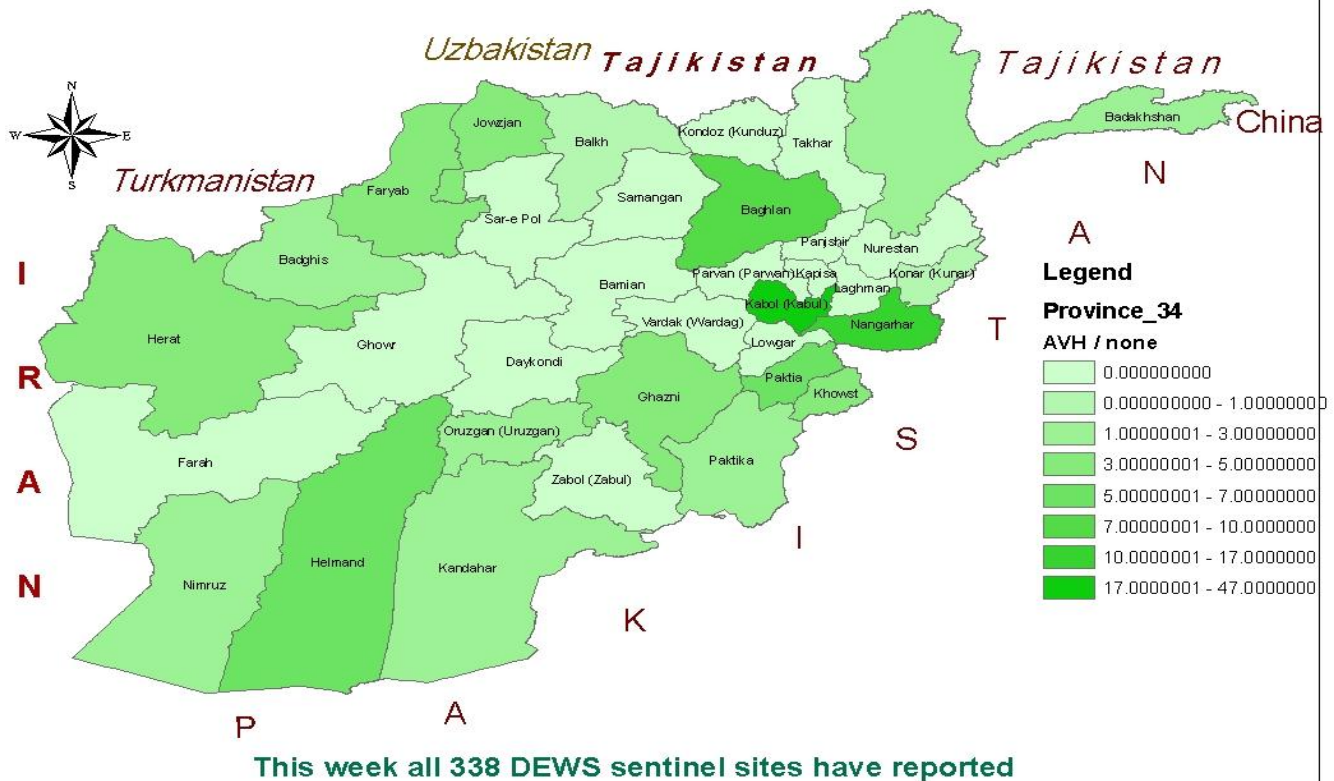 Uzbakistan
Tajikistan
Tajikistan
N
W E
S
Turkmanistan
China
Badakhshan
Jowzjan
Balkh
Kondoz (Kunduz)
Takhar
Faryab
Sar-e Pol
Samangan
Baghlan
Badghis
Panjshir
Nurestan
Bamian
Parvan (Parwan)
Kapisa
Konar (Kunar)
Laghman
Kabol (Kabul)
Herat
Ghowr
Vardak (Wardag)
Nangarhar
Lowgar
Daykondi
Paktia
Khowst
Ghazni
Oruzgan (Uruzgan)
Farah
Paktika
Zabol (Zabul)
Nimruz
Helmand
Kandahar
I
R
A
N
P
A
K
I
S
T
A
N
Legend
Province_34
AVH / none
0.000000000
0.000000000 - 1.00000000
1.00000001 - 3.00000000
3.00000001 - 5.00000000
5.00000001 - 7.00000000
7.00000001 - 10.0000000
10.0000001 - 17.0000000
17.0000001 - 47.0000000
This week all 338 DEWS sentinel sites have reported